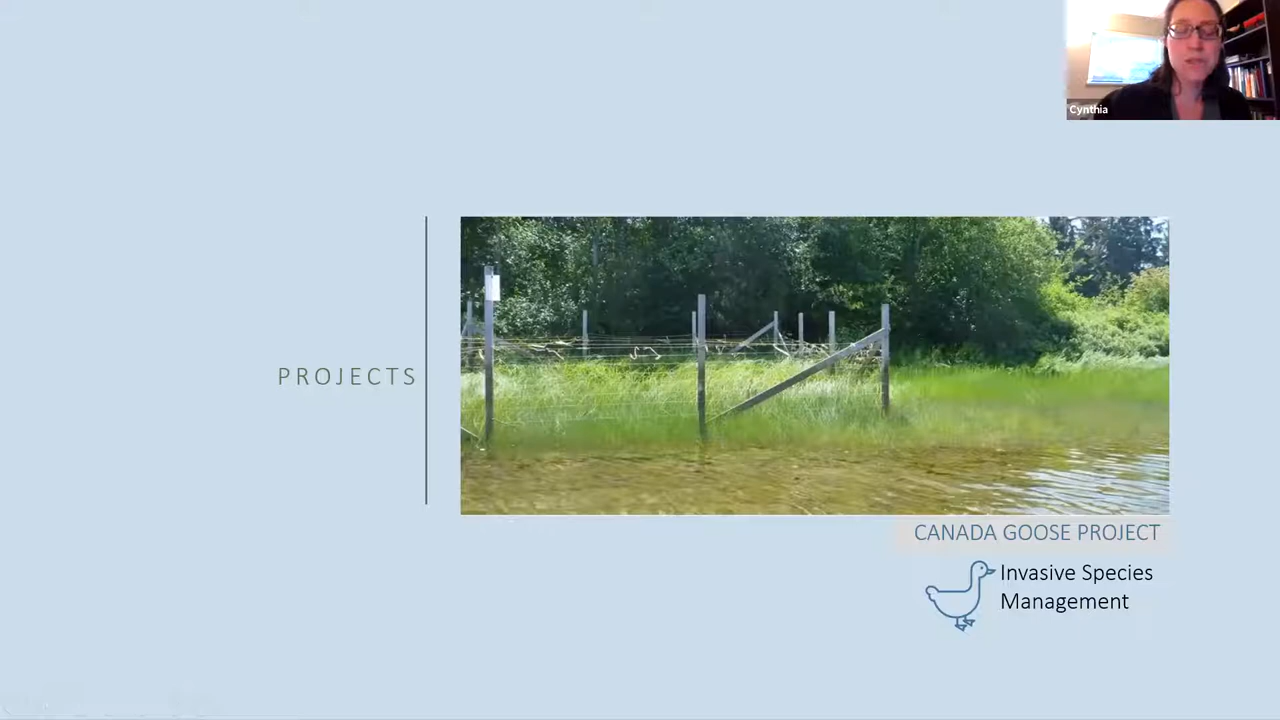 Cynthia
PROJECTS
CANADA GOOSE PROJECT
Invasive Species
Management